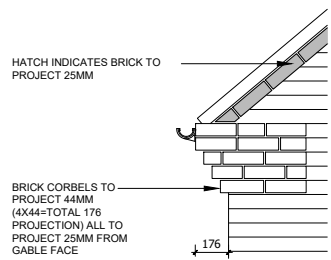 HATCH INDICATES BRICK TO
PROJECT 25MM
BRICK CORBELS TO
PROJECT 44MM
(4X44=TOTAL 176
PROJECTION) ALL TO
PROJECT 25MM FROM
GABLE FACE
176